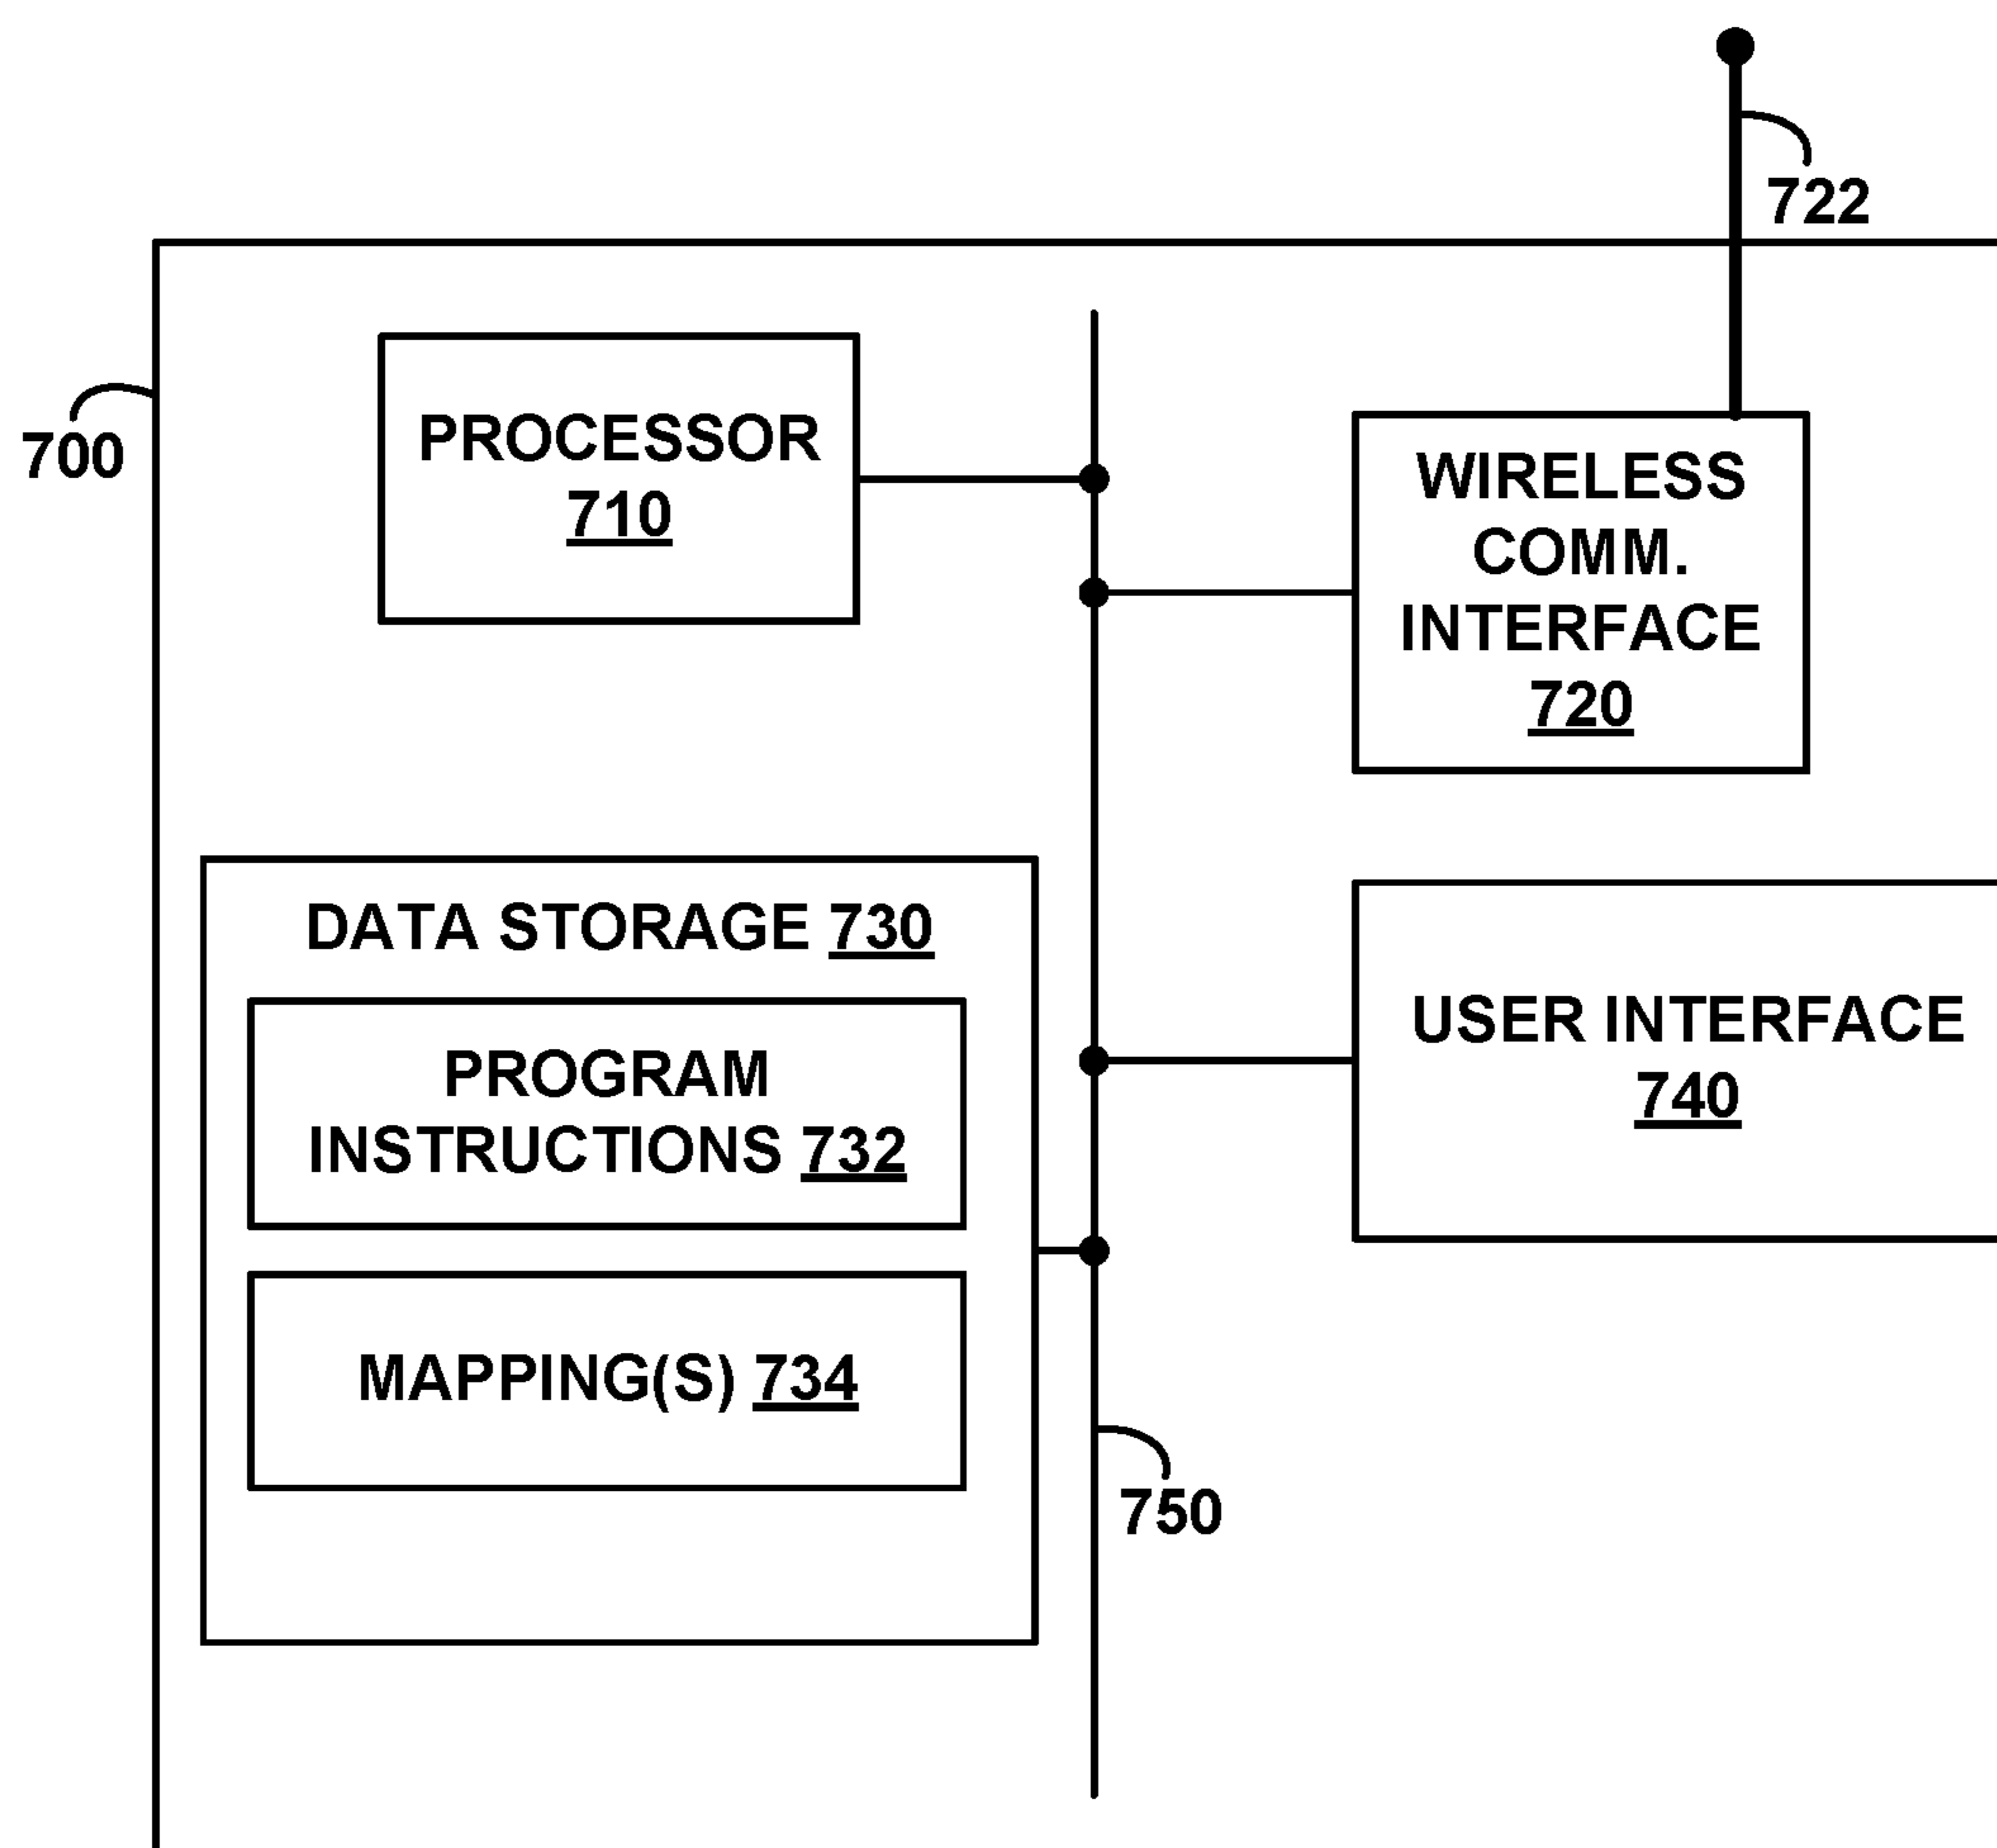 722
700
PROCESSOR
710
WIRELESS
COMM.
INTERFACE
720
DATA STORAGE 730
PROGRAM
INSTRUCTIONS 732
MAPPING(S) 734
USER INTERFACE
740
750